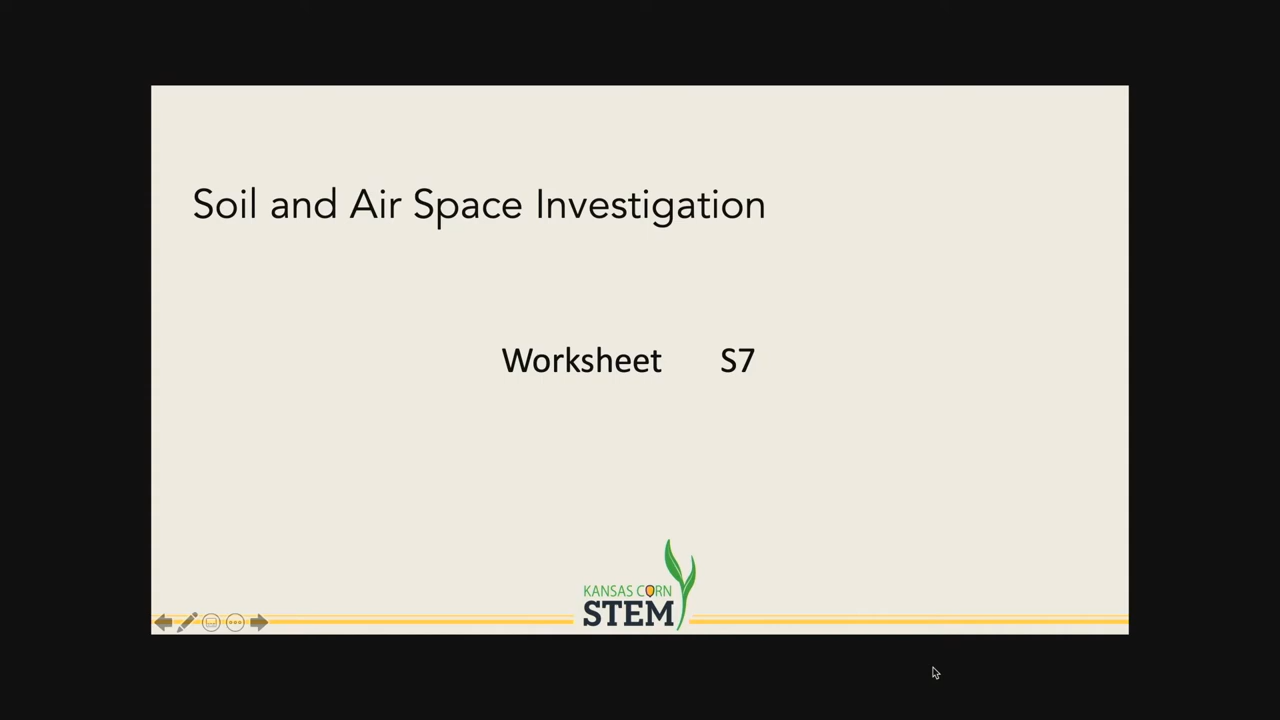 Soil and Air Space Investigation
Worksheet S7
KANSAS CORN
STEM